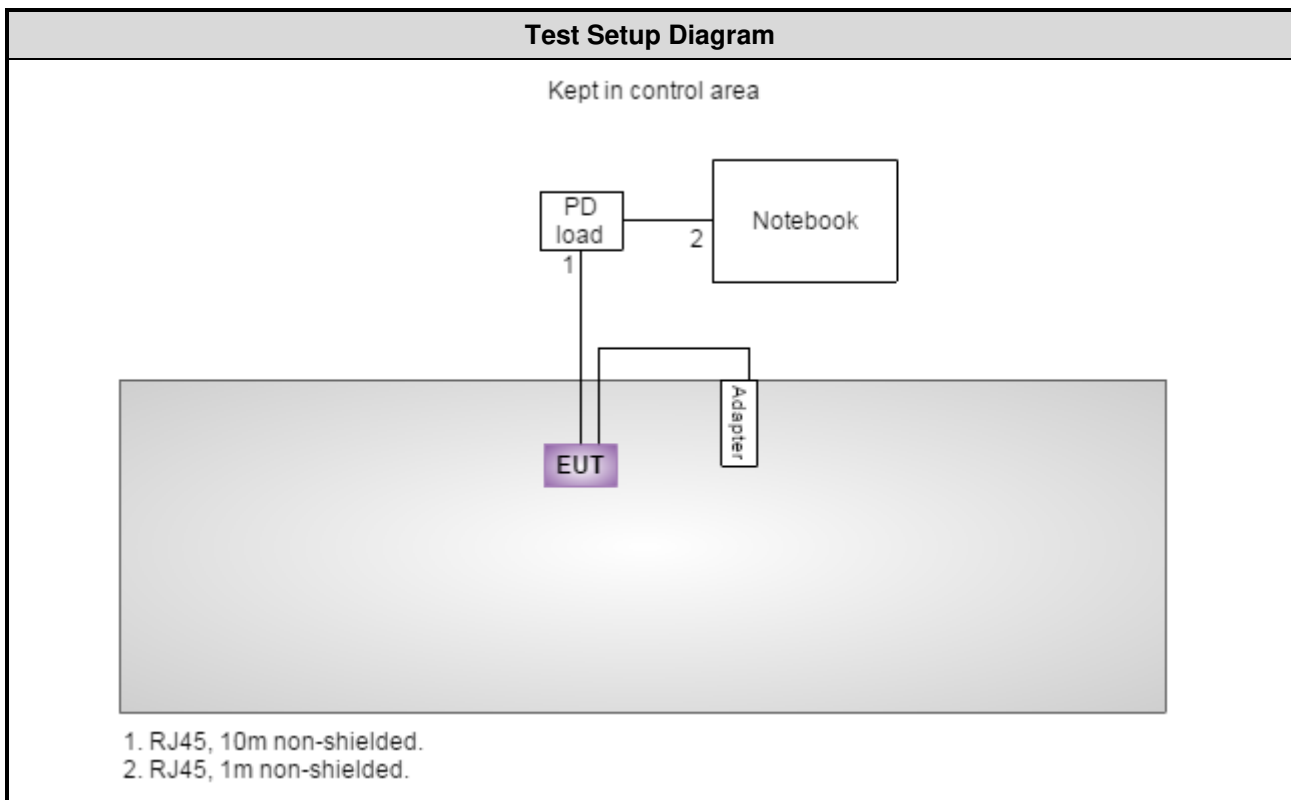 Test Setup Diagram
Kept in control area
PD
load
Notebook
2
1
Adapter
EUT
1. RJ45, 10m non-shielded.
2. RJ45, 1m non-shielded.